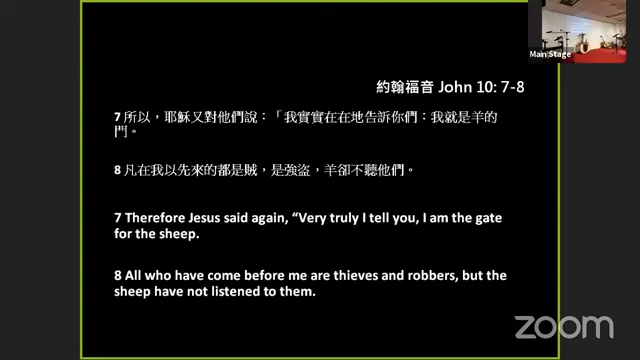 Main Stage
約翰福音 John 10: 7-8
7 所以，耶穌又對他們說：「我實實在在地告訴你們：我就是羊的
門。
8 凡在我以先來的都是賊，是強盜，羊卻不聽他們。
7 Therefore Jesus said again, “Very truly I tell you, I am the gate
for the sheep.
8 All who have come before me are thieves and robbers, but the
sheep have not listened to them.
zoom